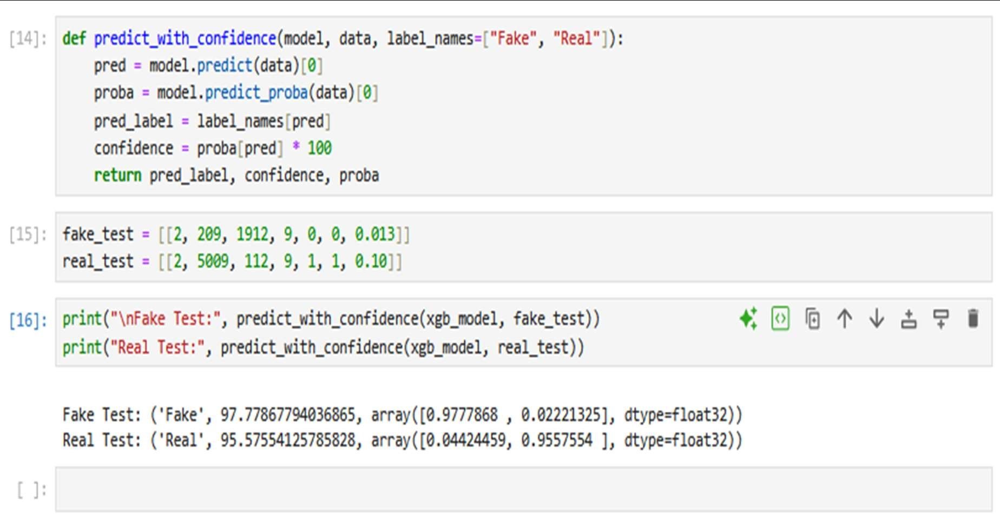 [14]: def predict_with_confidence(model, data, label_names=["Fake", "Real"]):
    pred = model.predict(data)[0]
    proba = model.predict_proba(data)[0]
    pred_label = label_names[pred]
    confidence = proba[pred] * 100
    return pred_label, confidence, proba
[15]: fake_test = [[2, 209, 1912, 9, 0, 0, 0.013]]
real_test = [[2, 5009, 112, 9, 1, 1, 0.10]]
[16]: print("\nFake Test:", predict_with_confidence(xgb_model, fake_test))
print("Real Test:", predict_with_confidence(xgb_model, real_test))
Fake Test: ('Fake', 97.77867794036865, array([0.9777868 , 0.02221325], dtype=float32))
Real Test: ('Real', 95.57554125785828, array([0.04424459, 0.9557554 ], dtype=float32))
[ ]: